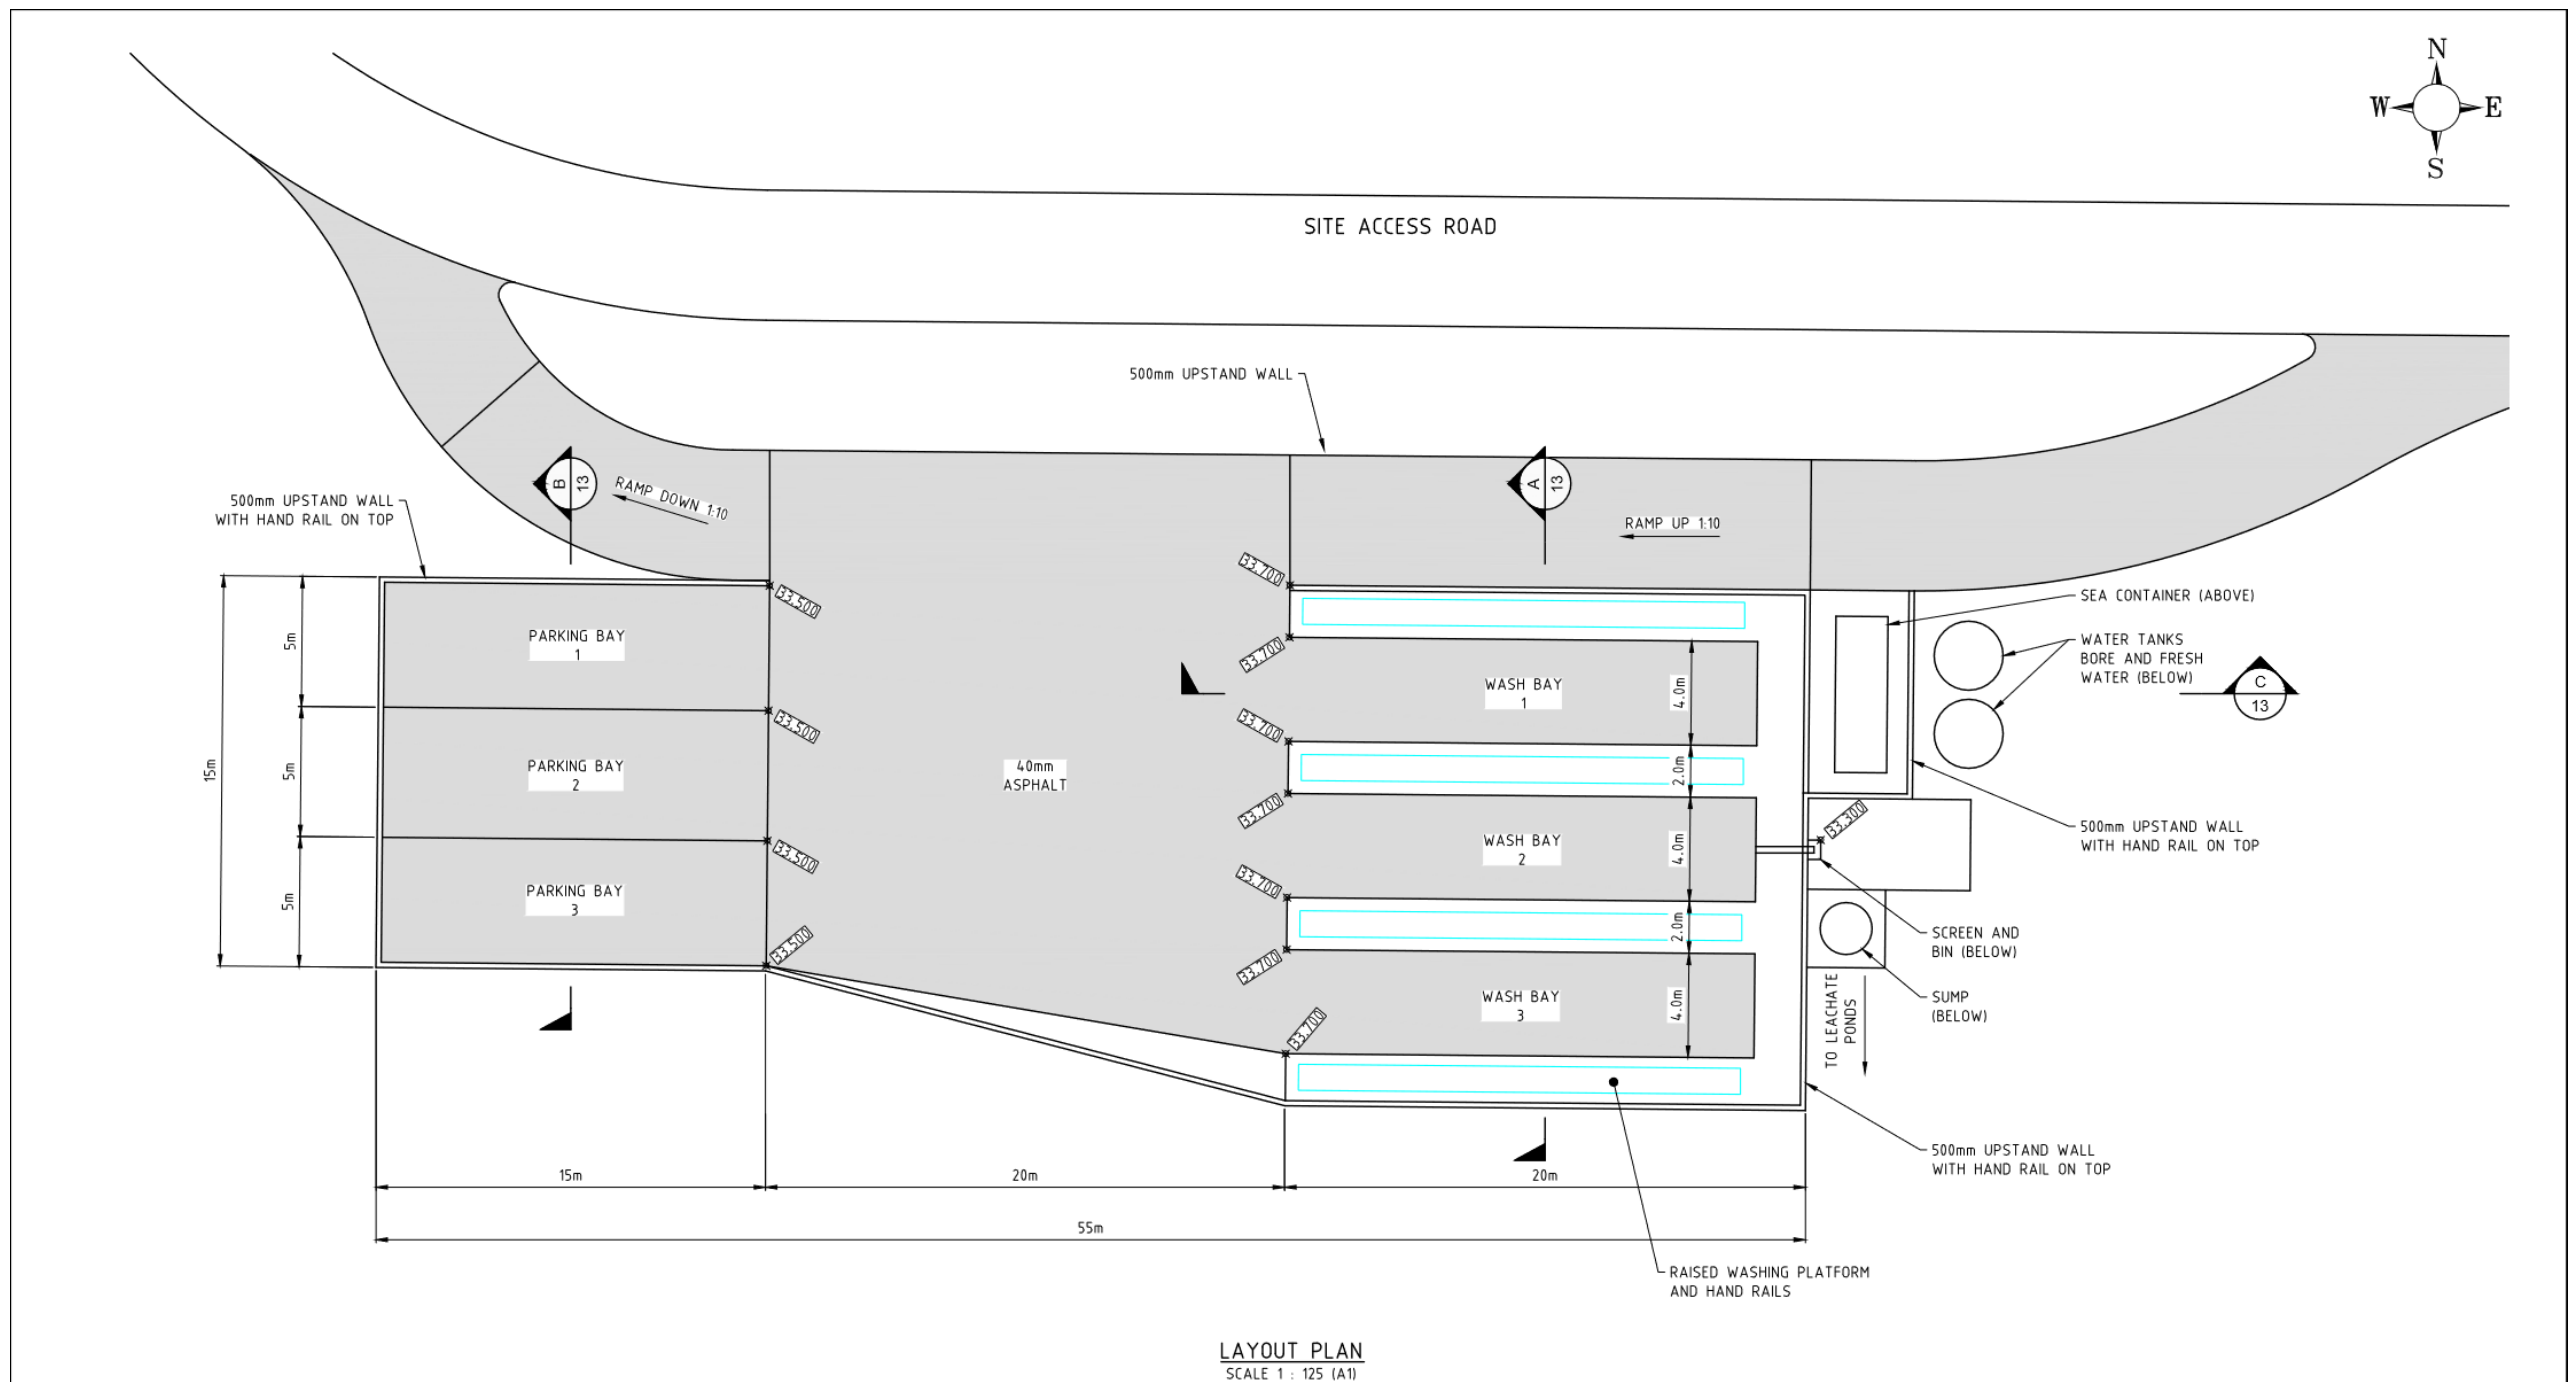 N
W
E
S
SITE ACCESS ROAD
500mm UPSTAND WALL
B
13
RAMP DOWN 1:10
A
13
RAMP UP 1:10
500mm UPSTAND WALL
WITH HAND RAIL ON TOP
33.500
33.700
SEA CONTAINER (ABOVE)
15m
5m
PARKING BAY
1
33.700
WATER TANKS
BORE AND FRESH
WATER (BELOW)
C
13
WASH BAY
1
4.0m
33.500
33.700
5m
PARKING BAY
2
40mm
ASPHALT
2.0m
33.700
33.300
500mm UPSTAND WALL
WITH HAND RAIL ON TOP
33.500
WASH BAY
2
4.0m
33.700
5m
PARKING BAY
3
2.0m
SCREEN AND
BIN (BELOW)
33.500
33.700
WASH BAY
3
4.0m
SUMP
(BELOW)
TO LEACHATE
PONDS
33.700
500mm UPSTAND WALL
WITH HAND RAIL ON TOP
15m
20m
20m
55m
RAISED WASHING PLATFORM
AND HAND RAILS
LAYOUT PLAN
SCALE 1 : 125 (A1)